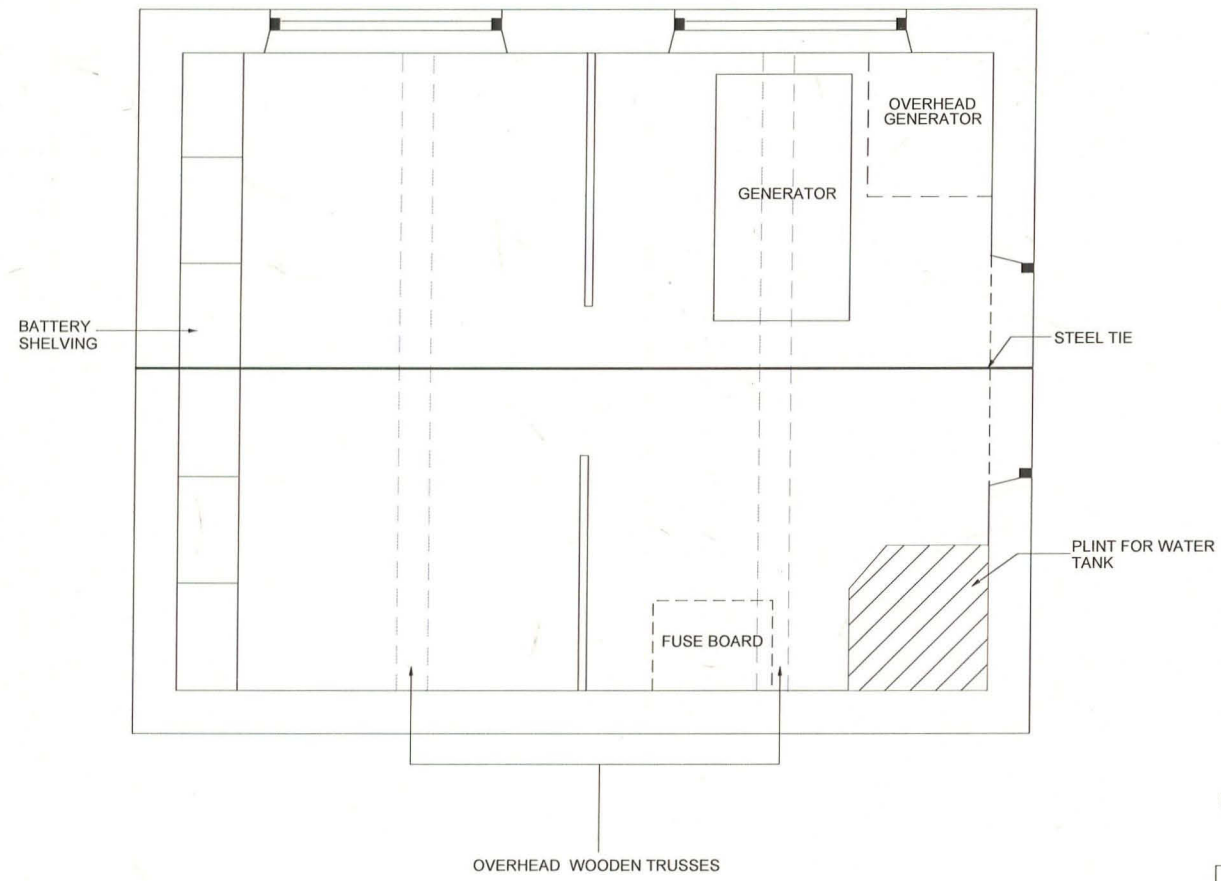 OVERHEAD
GENERATOR
GENERATOR
BATTERY
SHELVING
STEEL TIE
PLINT FOR WATER
TANK
FUSE BOARD
OVERHEAD WOODEN TRUSSES